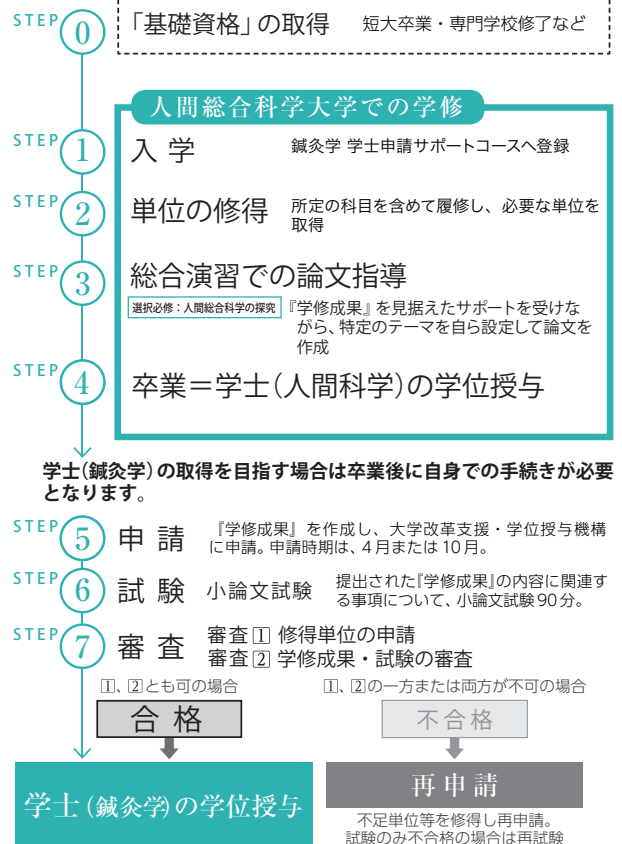 STEP 0 「基礎資格」の取得 短大卒業・専門学校修了など
人間総合科学大学での学修
STEP 1 入 学 鍼灸学 学士申請サポートコースへ登録
STEP 2 単位の修得 所定の科目を含めて履修し、必要な単位を
取得
STEP 3 総合演習での論文指導
選択必修：人間総合科学の探究 『学修成果』を見据えたサポートを受けな
がら、特定のテーマを自ら設定して論文を
作成
STEP 4 卒業＝学士（人間科学）の学位授与
学士（鍼灸学）の取得を目指す場合は卒業後に自身での手続きが必要
となります。
STEP 5 申 請 『学修成果』を作成し、大学改革支援・学位授与機構
に申請。申請時期は、4月または10月。
STEP 6 試 験 小論文試験 提出された『学修成果』の内容に関連す
る事項について、小論文試験90分。
STEP 7 審 査 審査1 修得単位の申請
審査2 学修成果・試験の審査
1、2とも可の場合 1、2の一方または両方が不可の場合
合 格 不合格
学士（鍼灸学）の学位授与 再申請
不足単位等を修得し再申請。
試験のみ不合格の場合は再試験